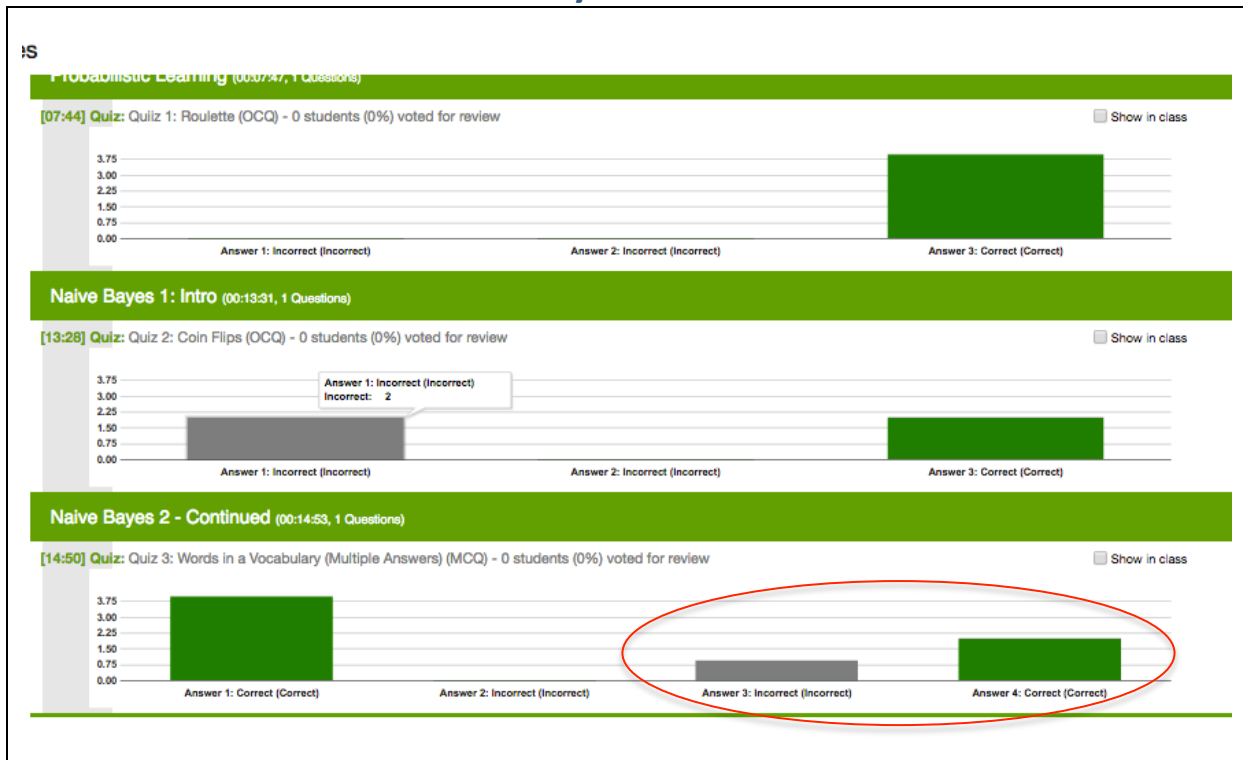 es
Probabilistic Learning (00:07:47, 1 Questions)
[07:44] Quiz: Quiiz 1: Roulette (OCQ) - 0 students (0%) voted for review
Show in class
3.75
3.00
2.25
1.50
0.75
0.00
Answer 1: Incorrect (Incorrect) Answer 2: Incorrect (Incorrect) Answer 3: Correct (Correct)
Naive Bayes 1: Intro (00:13:31, 1 Questions)
[13:28] Quiz: Quiz 2: Coin Flips (OCQ) - 0 students (0%) voted for review
Show in class
3.75
3.00
2.25
1.50
0.75
0.00
Answer 1: Incorrect (Incorrect)
Incorrect: 2
Answer 1: Incorrect (Incorrect) Answer 2: Incorrect (Incorrect) Answer 3: Correct (Correct)
Naive Bayes 2 - Continued (00:14:53, 1 Questions)
[14:50] Quiz: Quiz 3: Words in a Vocabulary (Multiple Answers) (MCQ) - 0 students (0%) voted for review
Show in class
3.75
3.00
2.25
1.50
0.75
0.00
Answer 1: Correct (Correct) Answer 2: Incorrect (Incorrect) Answer 3: Incorrect (Incorrect) Answer 4: Correct (Correct)